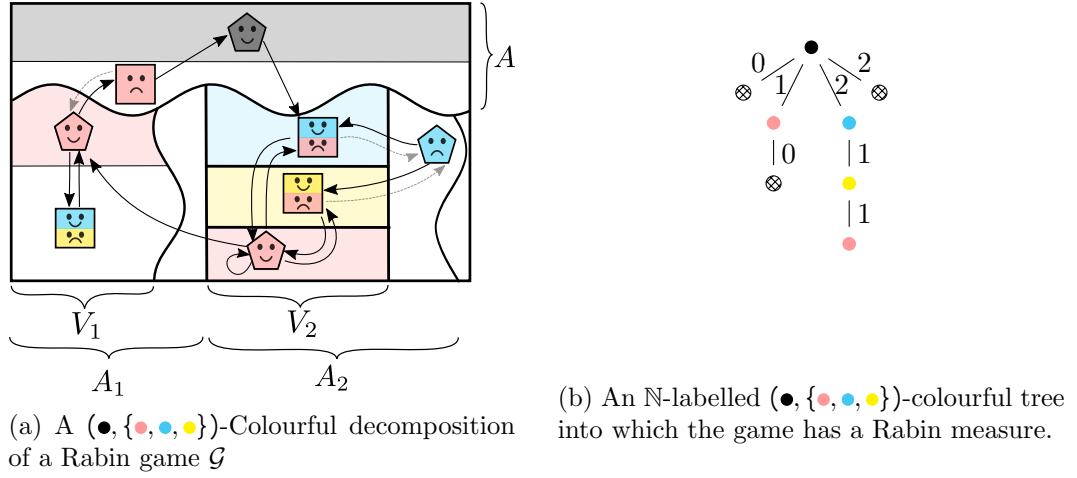 A
V₁
V₂
A₁
A₂
(a) A (●, {●, ●, ●})-Colourful decomposition
of a Rabin game 𝒢
0
1
2
2
0
1
1
(b) An ℕ-labelled (●, {●, ●, ●})-colourful tree
into which the game has a Rabin measure.